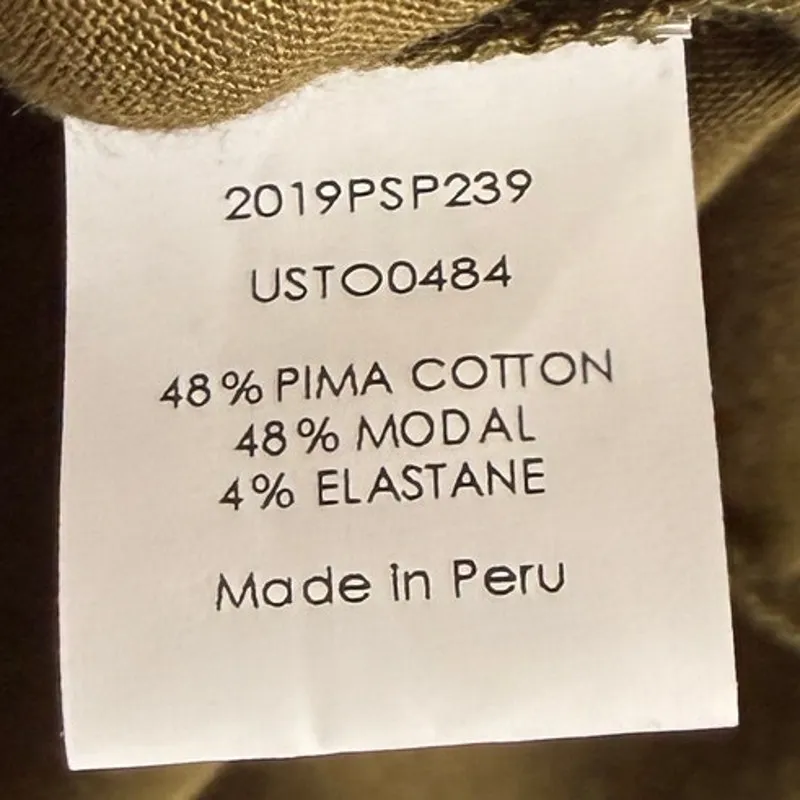 2019PSP239
USTO0484
48% PIMA COTTON
48% MODAL
4% ELASTANE
Made in Peru